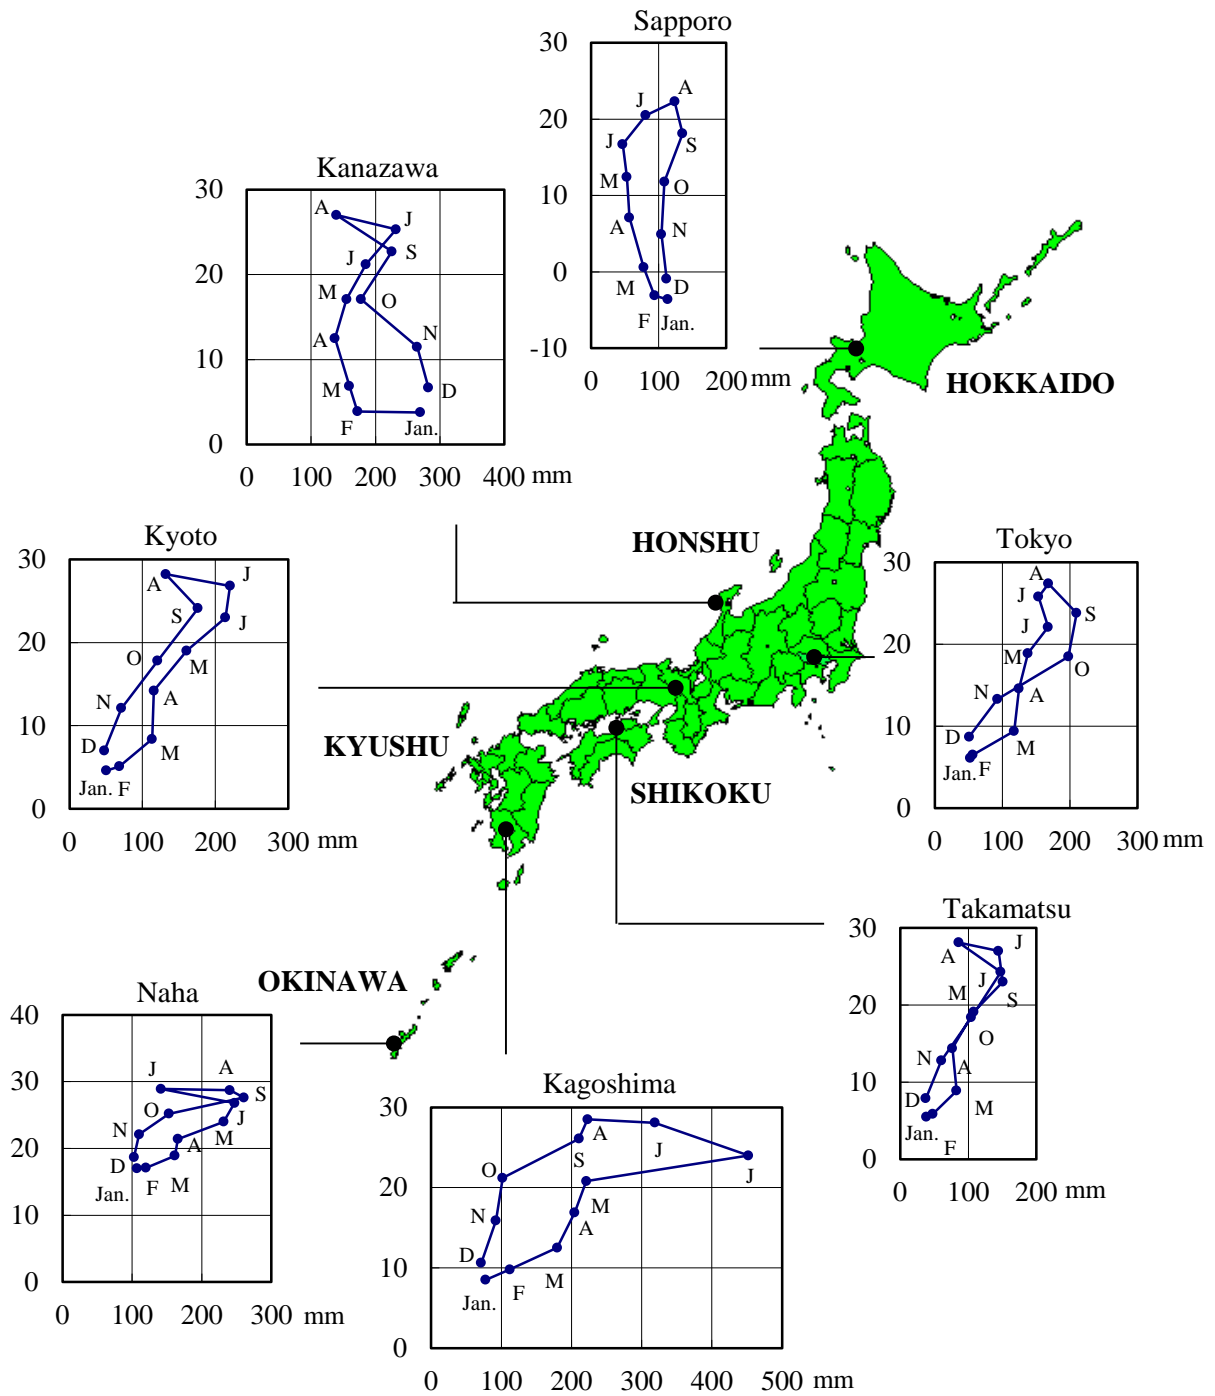 Sapporo
30
20
10
0
-10
J
A
J
S
M
O
A
N
M
D
F
Jan.
0 100 200 mm
Kanazawa
30
20
10
0
A
J
S
J
M
O
A
N
M
D
F
Jan.
0 100 200 300 400 mm
HOKKAIDO
HONSHU
Kyoto
30
20
10
0
A
J
S
J
O
M
N
A
D
M
Jan.
F
0 100 200 300 mm
Tokyo
30
20
10
0
A
J
S
J
M
O
N
A
D
M
Jan.
F
0 100 200 300 mm
KYUSHU
SHIKOKU
Takamatsu
30
20
10
0
J
A
J
M
S
O
N
A
D
M
Jan.
F
0 100 200 mm
OKINAWA
Naha
40
30
20
10
0
J
A
S
O
J
N
M
A
D
F
M
Jan.
0 100 200 300 mm
Kagoshima
30
20
10
0
A
J
S
O
J
M
N
A
D
M
F
Jan.
0 100 200 300 400 500 mm